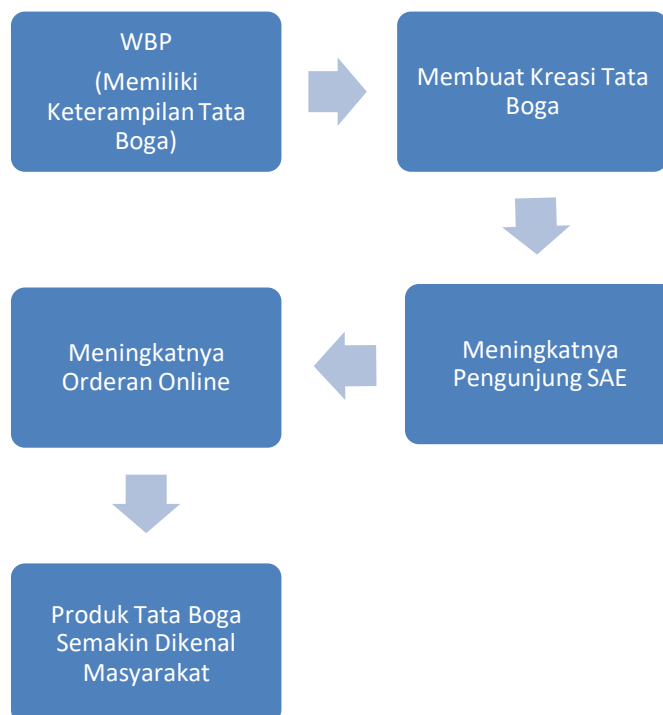 WBP
(Memiliki
Keterampilan Tata
Boga)
Membuat Kreasi Tata
Boga
Meningkatnya
Pengunjung SAE
Meningkatnya
Orderan Online
Produk Tata Boga
Semakin Dikenal
Masyarakat